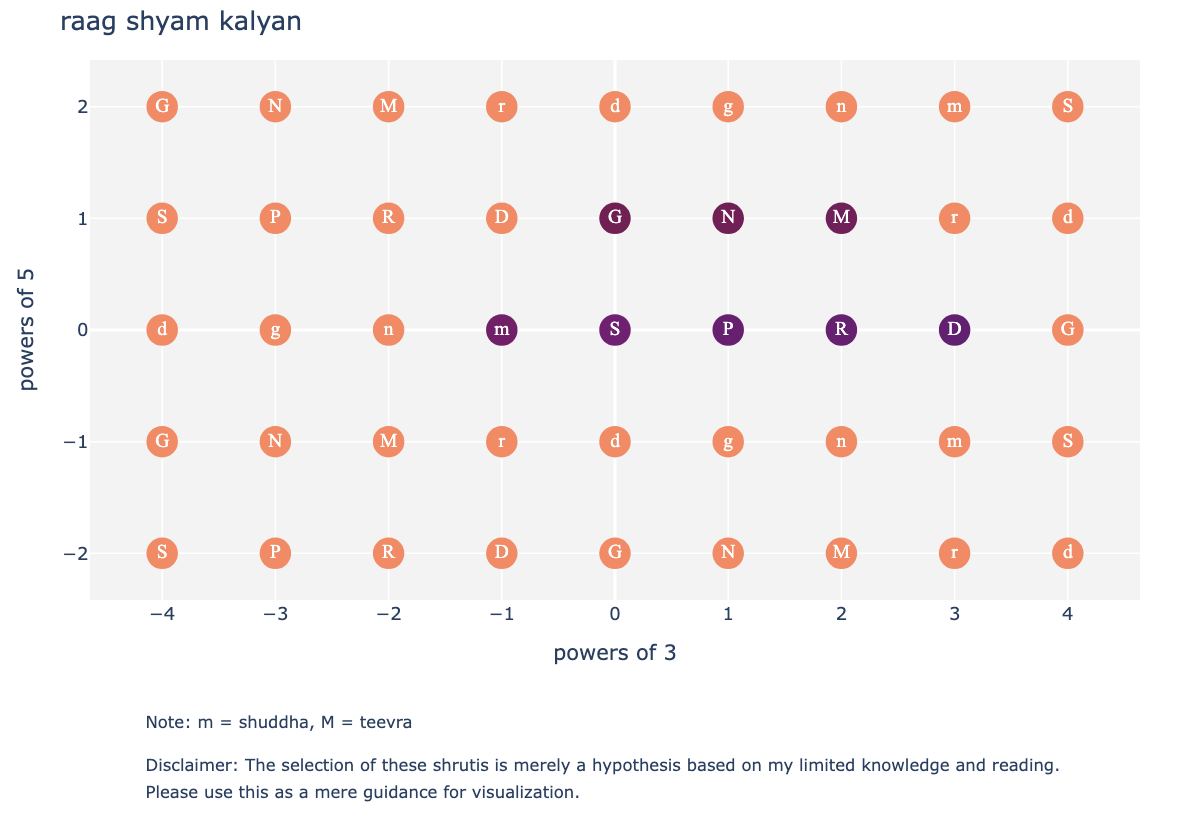 raag shyam kalyan
2 G N M r d g n m S
1 S P R D G N M r d
powers of 5
0 d g n m S P R D G
−1 G N M r d g n m S
−2 S P R D G N M r d
−4 −3 −2 −1 0 1 2 3 4
powers of 3
Note: m = shuddha, M = teevra
Disclaimer: The selection of these shrutis is merely a hypothesis based on my limited knowledge and reading.
Please use this as a mere guidance for visualization.